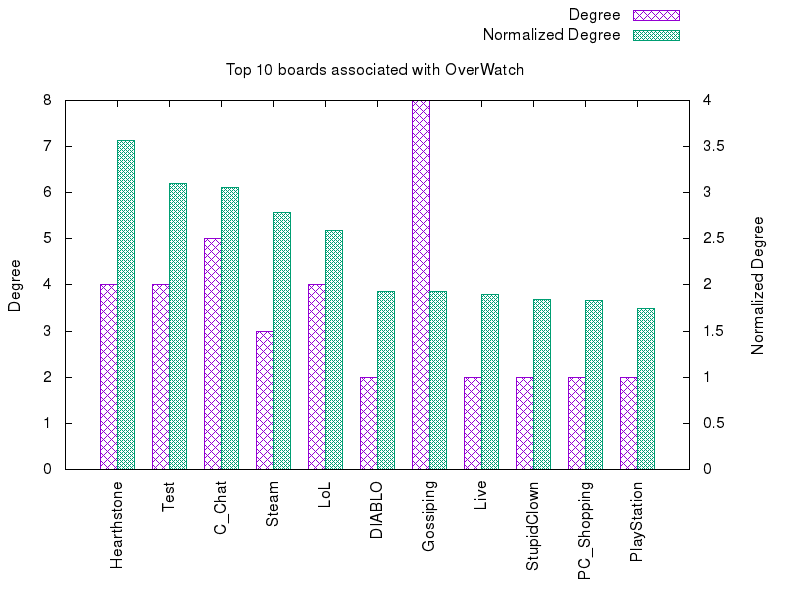 Degree
Normalized Degree
Top 10 boards associated with OverWatch
8
7
6
5
4
3
2
1
0
4
3.5
3
2.5
2
1.5
1
0.5
0
Degree
Normalized Degree
Hearthstone
Test
C_Chat
Steam
LoL
DIABLO
Gossiping
Live
StupidClown
PC_Shopping
PlayStation